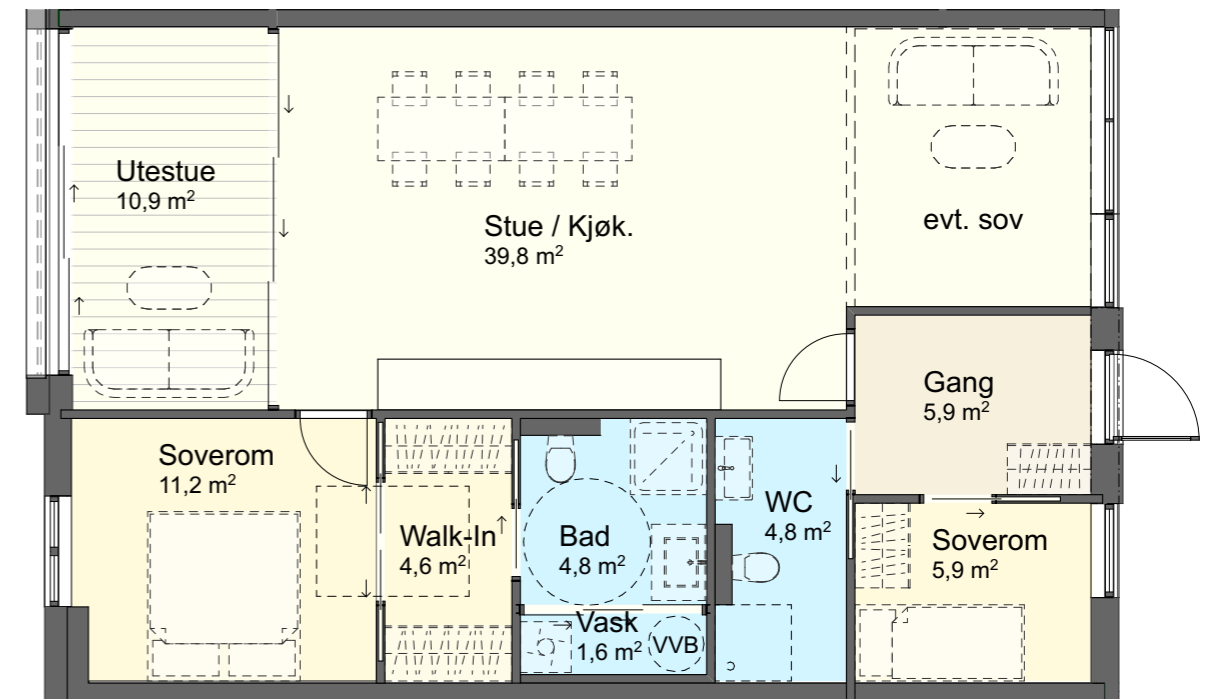 Utestue
10,9 m²
Stue / Kjøk.
39,8 m²
evt. sov
Gang
5,9 m²
Soverom
11,2 m²
Walk-In
4,6 m²
Bad
4,8 m²
WC
4,8 m²
Soverom
5,9 m²
Vask
1,6 m²
VVB